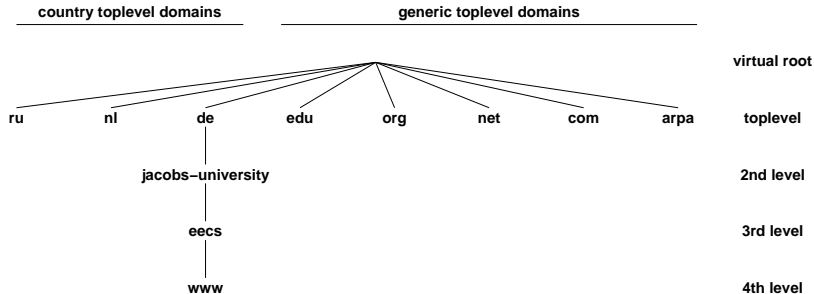 country toplevel domains generic toplevel domains
virtual root
ru nl de edu org net com arpa toplevel
jacobs−university 2nd level
eecs 3rd level
www 4th level